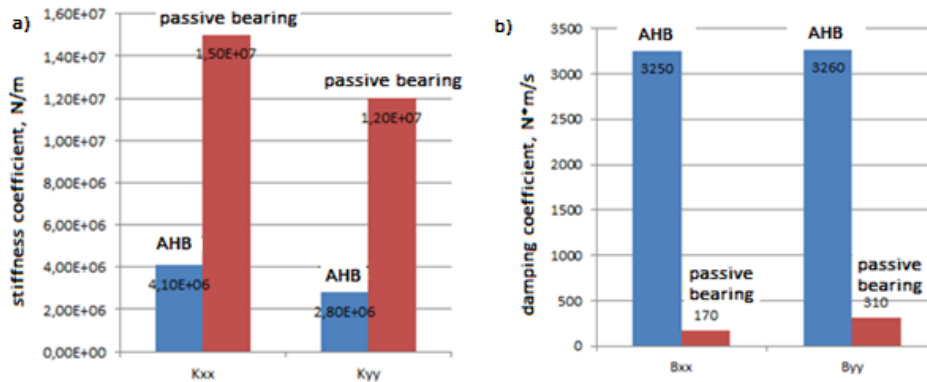 a)
stiffness coefficient, N/m
1,60E+07
1,40E+07
1,20E+07
1,00E+07
8,00E+06
6,00E+06
4,00E+06
2,00E+06
0,00E+00
passive bearing
1,50E+07
passive bearing
1,20E+07
AHB
4,10E+06
AHB
2,80E+06
Kxx
Kyy
b)
damping coefficient, N*m/s
3500
3000
2500
2000
1500
1000
500
0
AHB
3250
AHB
3260
passive
bearing
170
passive
bearing
310
Bxx
Byy